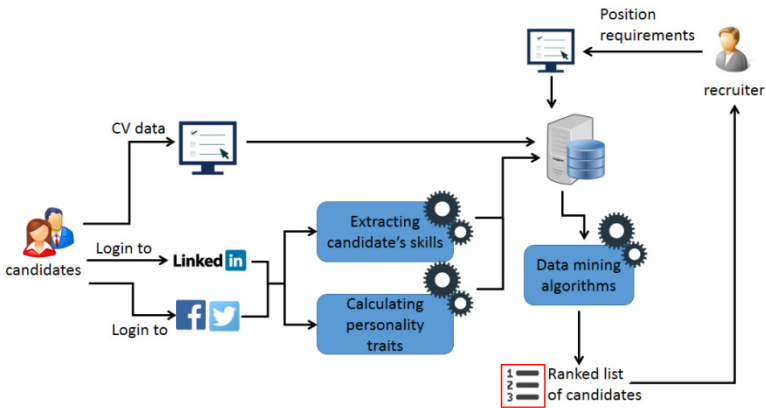 Position
requirements
recruiter
CV data
candidates
Login to
Linked in
Login to
f
Extracting
candidate's skills
Calculating
personality
traits
Data mining
algorithms
1
2
3
Ranked list
of candidates